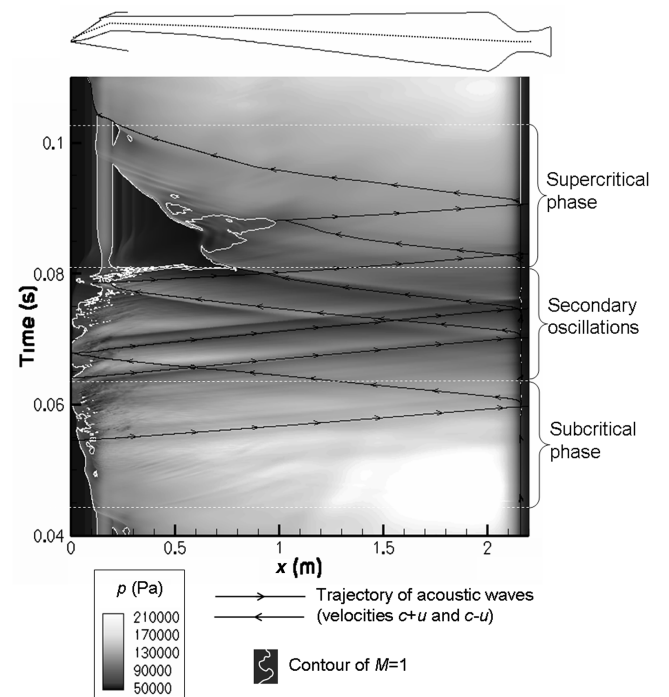 0.1
Supercritical
phase
0.08
Secondary
oscillations
Time (s)
0.06
Subcritical
phase
0.04
0 0.5 1 1.5 2
x (m)
p (Pa)
210000
170000
130000
90000
50000
Trajectory of acoustic waves
(velocities c+u and c-u)
Contour of M=1